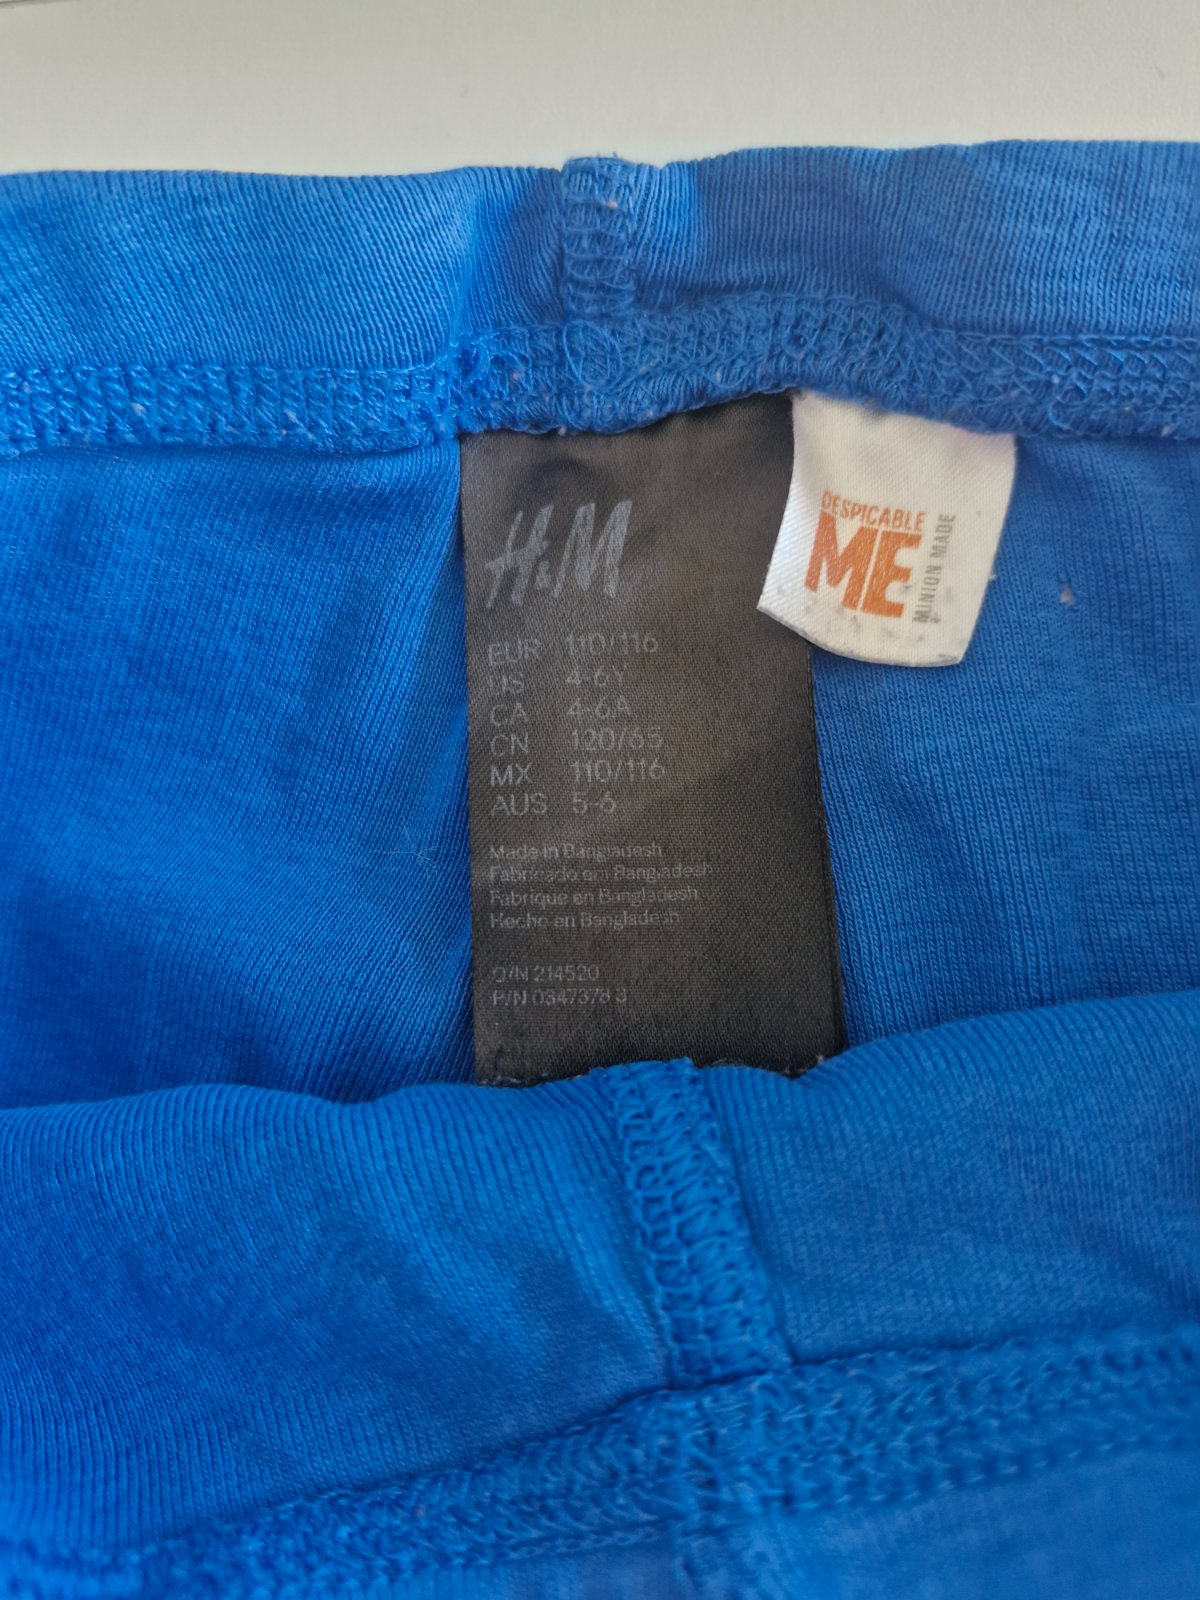 H&M
EUR 110/116
US 4-6Y
CA 4-6A
CN 120/65
MX 110/116
AUS 5-6
Made in Bangladesh
Fabricado em Bangladesh
Fabriqué en Bangladesh
Hecho en Bangladesh
O/N 214520
P/N 0347378 3
DESPICABLE
ME
MINION MADE